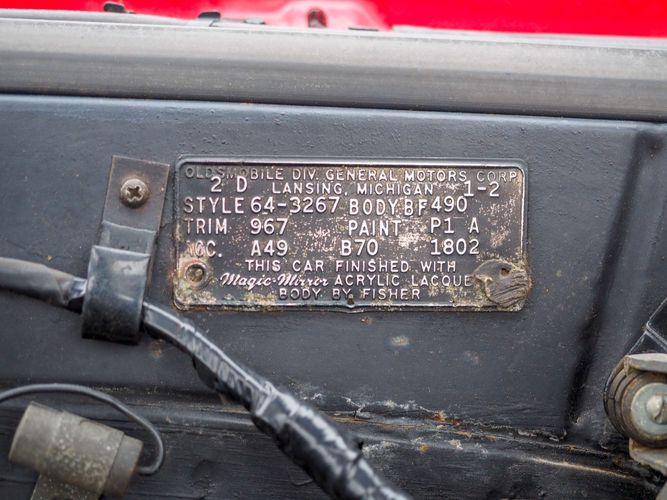 OLDSMOBILE DIV. GENERAL MOTORS CORP
2 D LANSING, MICHIGAN 1-2
STYLE 64-3267 BODY BF490
TRIM 967 PAINT P1 A
ACC. A49 B70 1802
THIS CAR FINISHED WITH
Magic-Mirror ACRYLIC LACQUE
BODY BY FISHER